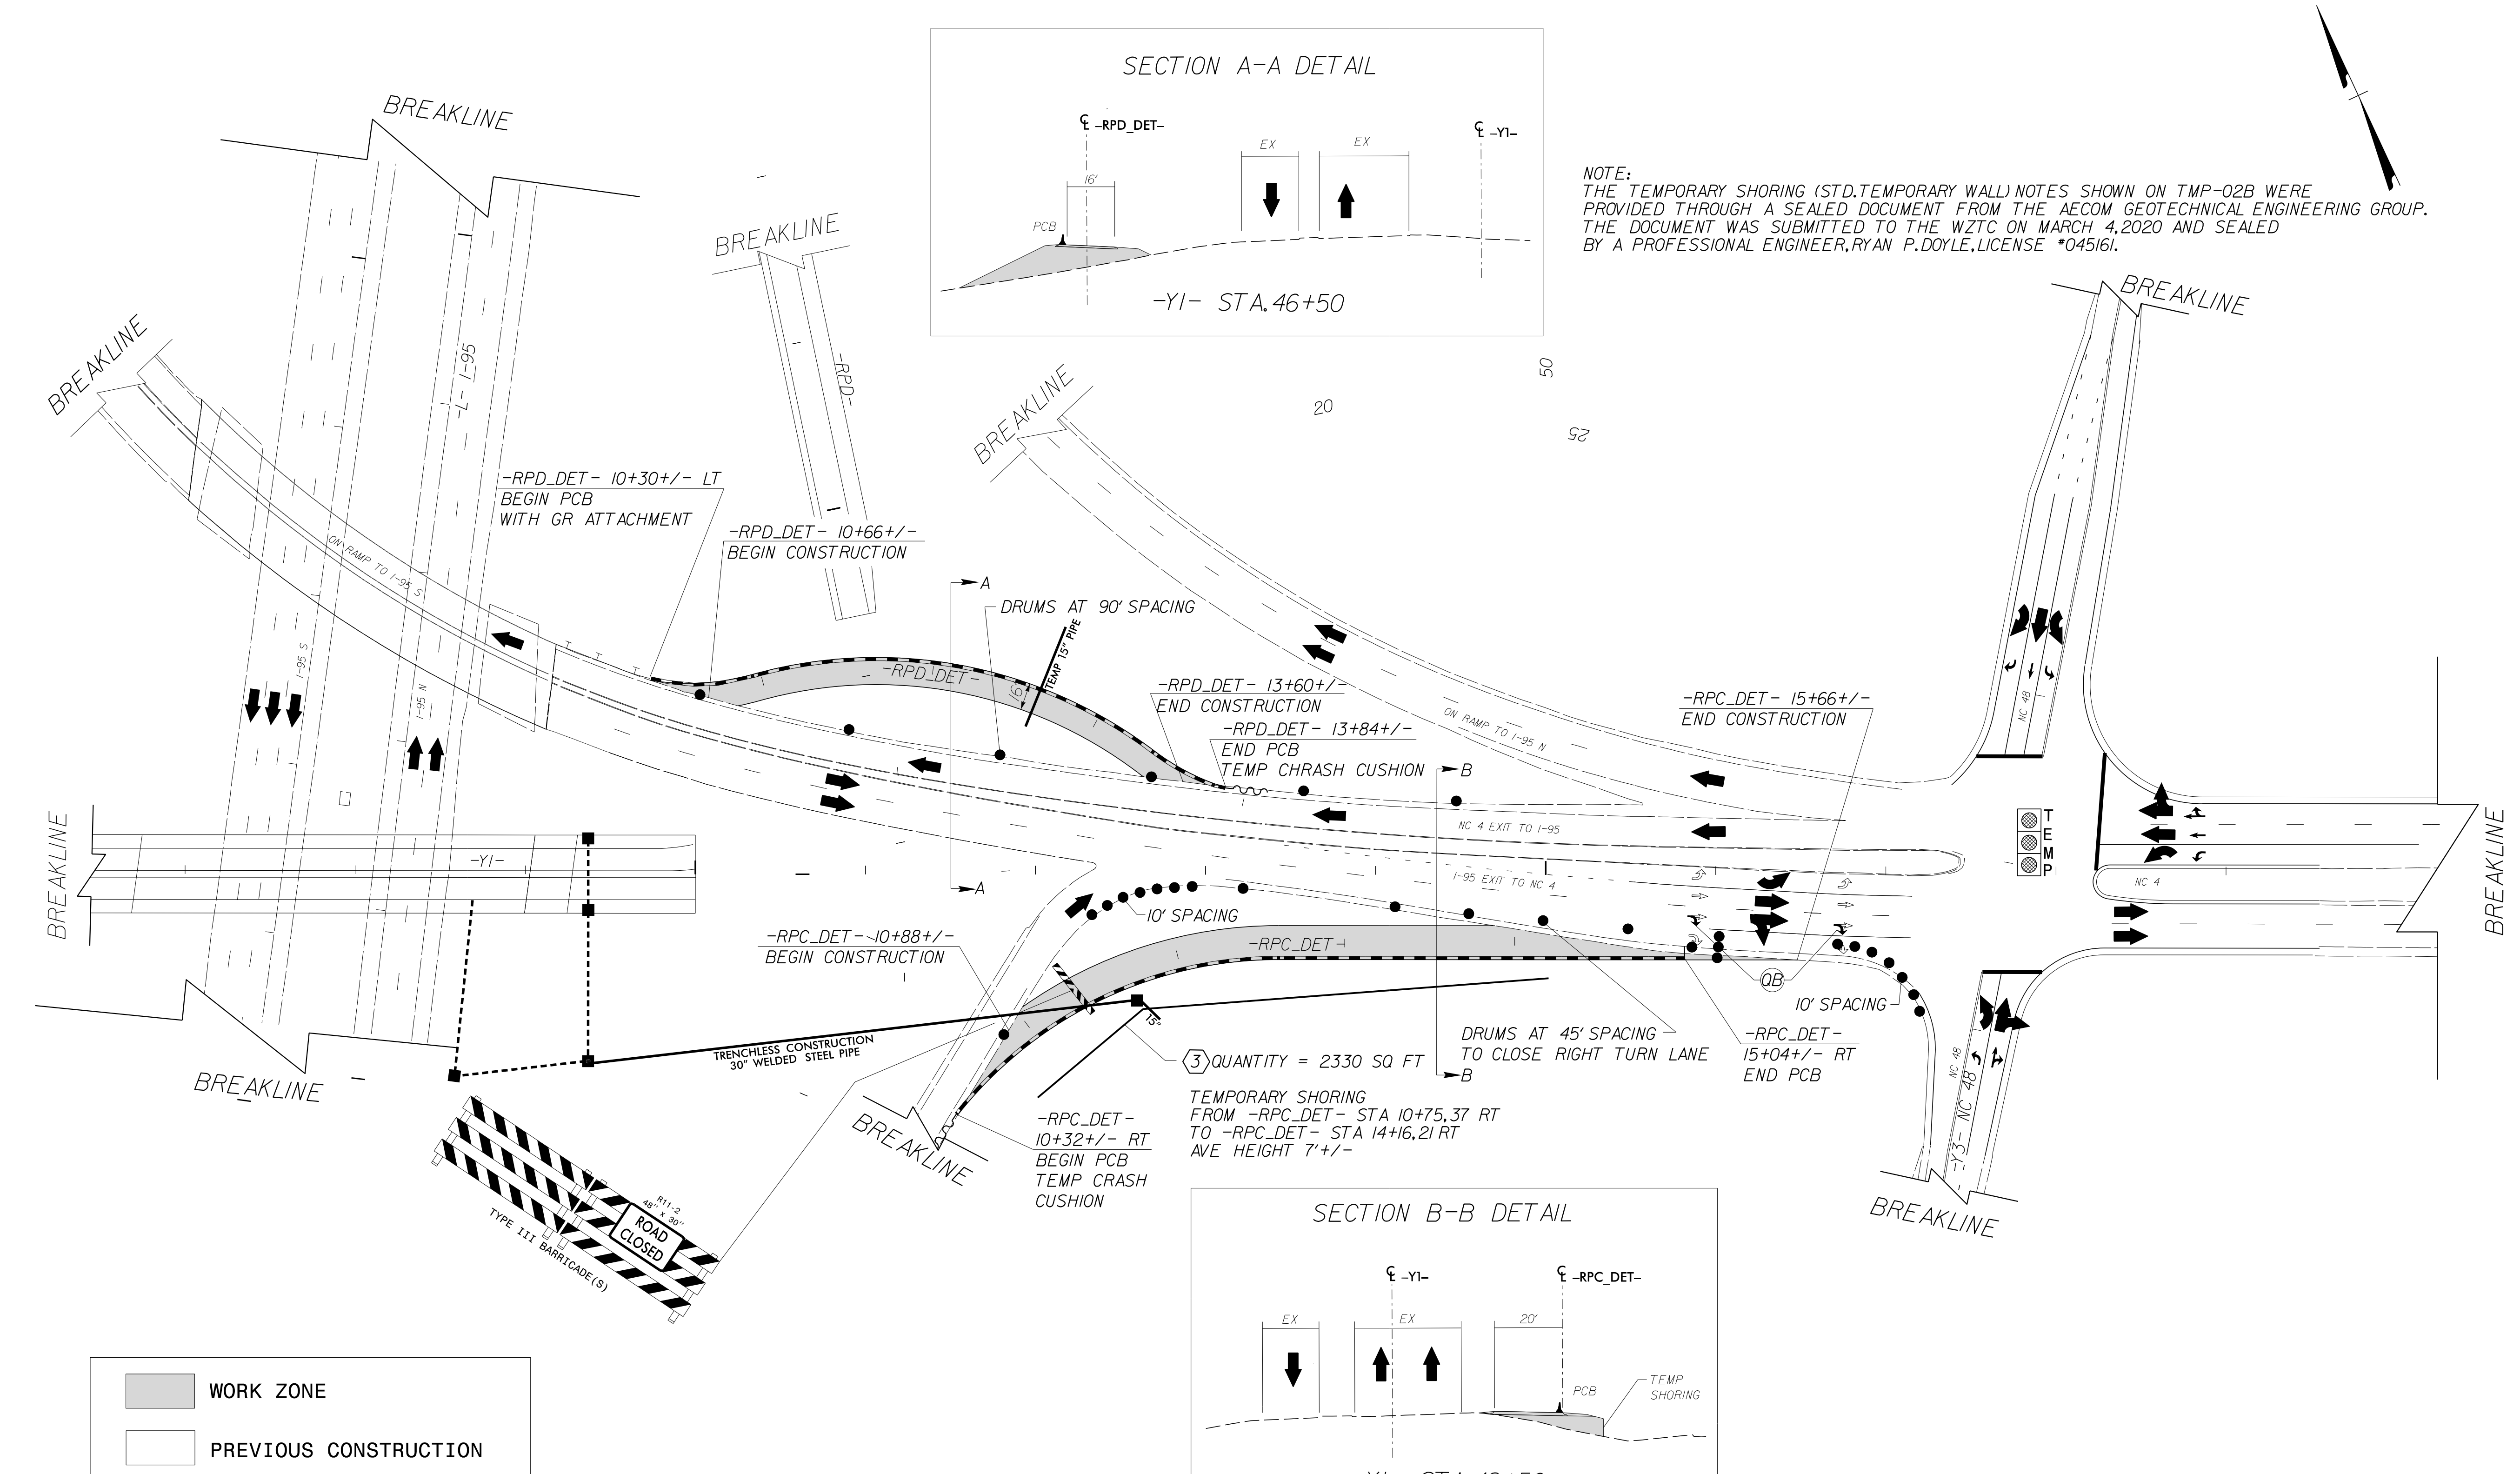 SECTION A-A DETAIL
℄ -RPD_DET-
℄ -Y1-
EX
EX
16'
PCB
-Y1- STA. 46+50
NOTE:
THE TEMPORARY SHORING (STD. TEMPORARY WALL) NOTES SHOWN ON TMP-02B WERE
PROVIDED THROUGH A SEALED DOCUMENT FROM THE AECOM GEOTECHNICAL ENGINEERING GROUP.
THE DOCUMENT WAS SUBMITTED TO THE WZTC ON MARCH 4, 2020 AND SEALED
BY A PROFESSIONAL ENGINEER, RYAN P. DOYLE, LICENSE #045161.
BREAKLINE
BREAKLINE
BREAKLINE
BREAKLINE
BREAKLINE
-L- I-95
-RPD-
50
20
25
-RPD_DET- 10+30+/- LT
BEGIN PCB
WITH GR ATTACHMENT
-RPD_DET- 10+66+/-
BEGIN CONSTRUCTION
ON RAMP TO I-95 S
I-95 S
I-95 N
A
DRUMS AT 90' SPACING
TEMP 15" PIPE
-RPD_DET-
16'
-RPD_DET- 13+60+/-
END CONSTRUCTION
-RPD_DET- 13+84+/-
END PCB
TEMP CHRASH CUSHION
B
ON RAMP TO I-95 N
-RPC_DET- 15+66+/-
END CONSTRUCTION
NC 48
TEMP
NC 4 EXIT TO I-95
I-95 EXIT TO NC 4
NC 4
BREAKLINE
BREAKLINE
-Y1-
A
10' SPACING
-RPC_DET- 10+88+/-
BEGIN CONSTRUCTION
-RPC_DET-
QB
10' SPACING
15"
TRENCHLESS CONSTRUCTION
30" WELDED STEEL PIPE
3 QUANTITY = 2330 SQ FT
DRUMS AT 45' SPACING
TO CLOSE RIGHT TURN LANE
B
-RPC_DET-
15+04+/- RT
END PCB
TEMPORARY SHORING
FROM -RPC_DET- STA 10+75, 37 RT
TO -RPC_DET- STA 14+16, 21 RT
AVE HEIGHT 7'+/-
-RPC_DET-
10+32+/- RT
BEGIN PCB
TEMP CRASH
CUSHION
NC 48
-Y3- NC 48
BREAKLINE
BREAKLINE
BREAKLINE
R11-2
48" x 30"
ROAD
CLOSED
TYPE III BARRICADE(S)
SECTION B-B DETAIL
℄ -Y1-
℄ -RPC_DET-
EX
EX
20'
PCB
TEMP
SHORING
WORK ZONE
PREVIOUS CONSTRUCTION